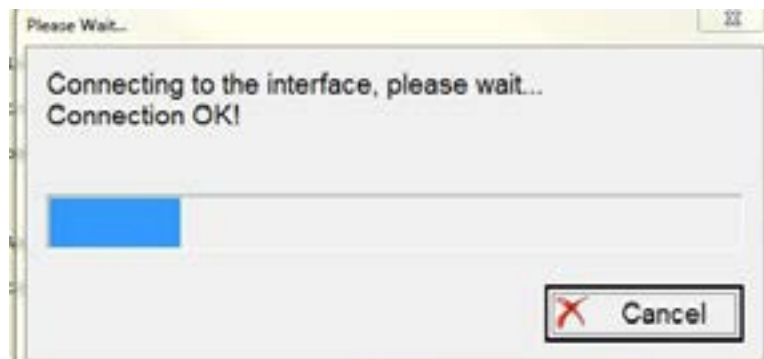 Please Wait...
Connecting to the interface, please wait...
Connection OK!
Cancel